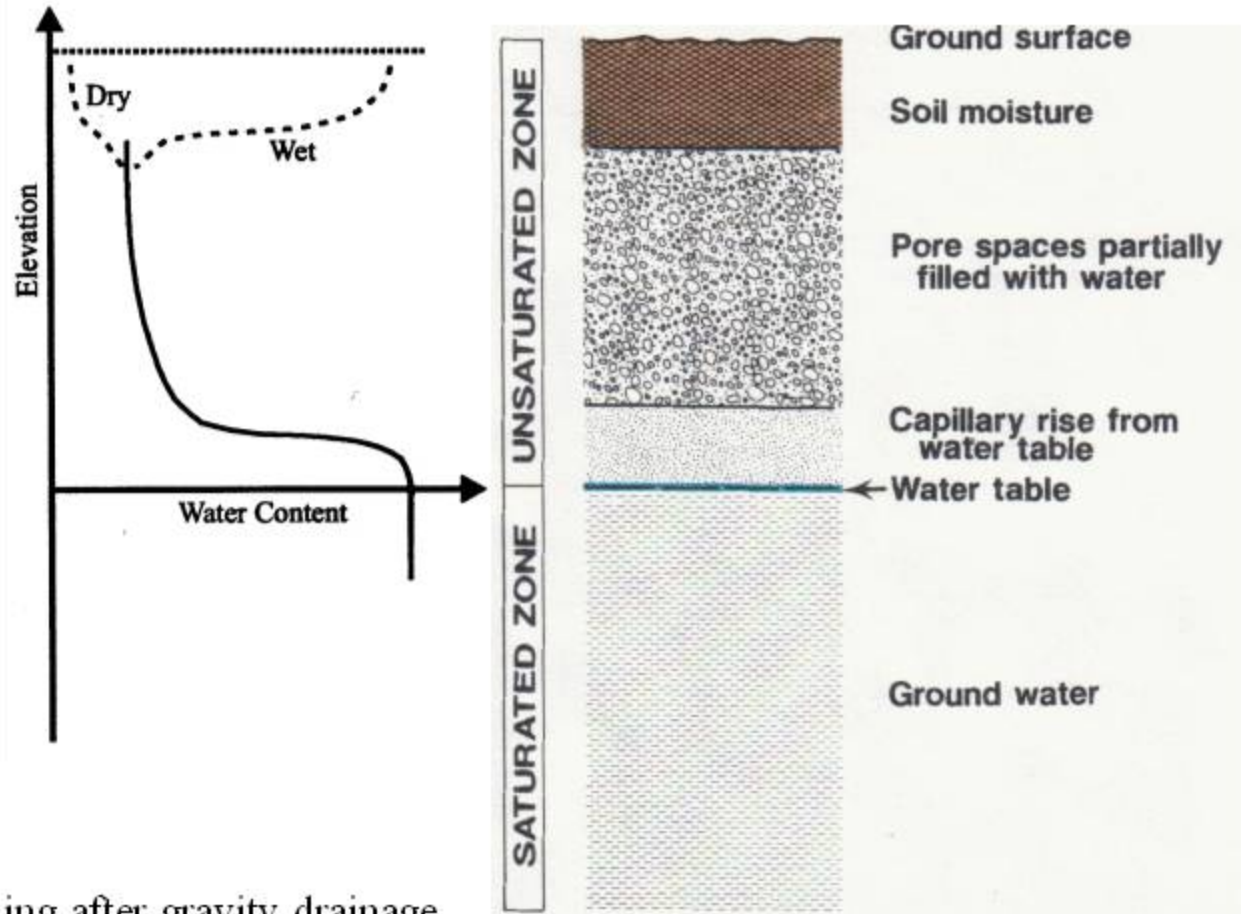 Dry
Wet
Elevation
Water Content
UNSATURATED ZONE
SATURATED ZONE
Ground surface
Soil moisture
Pore spaces partially
filled with water
Capillary rise from
water table
Water table
Ground water
ing after gravity drainage